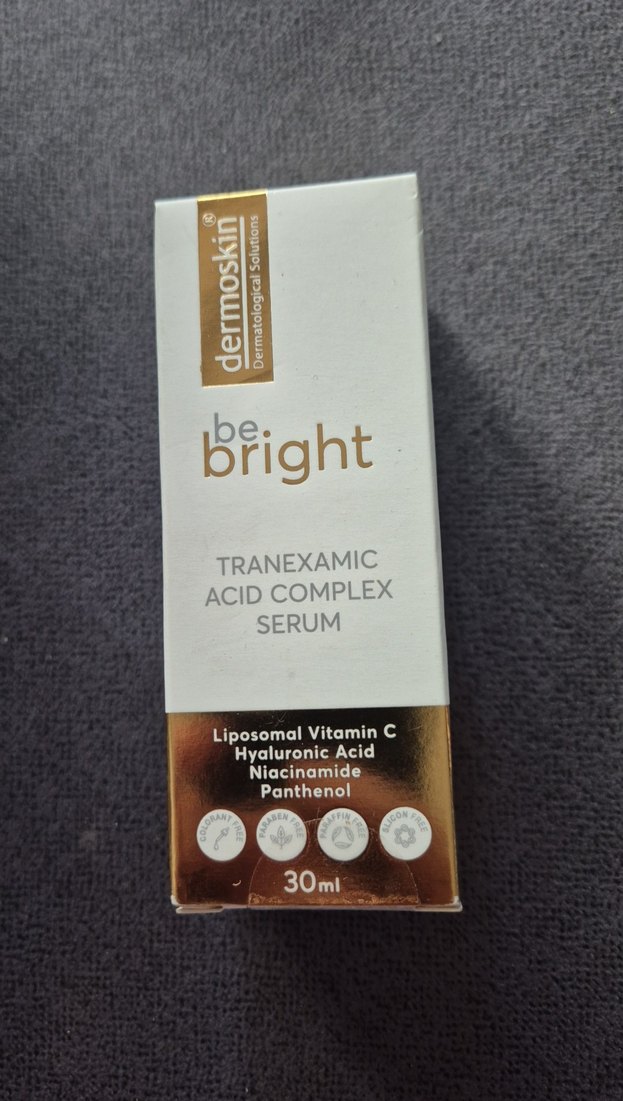 dermoskin®
Dermatological Solutions
be
bright
TRANEXAMIC
ACID COMPLEX
SERUM
Liposomal Vitamin C
Hyaluronic Acid
Niacinamide
Panthenol
COLORANT FREE
PARABEN FREE
PARAFFIN FREE
SILICON FREE
30ml